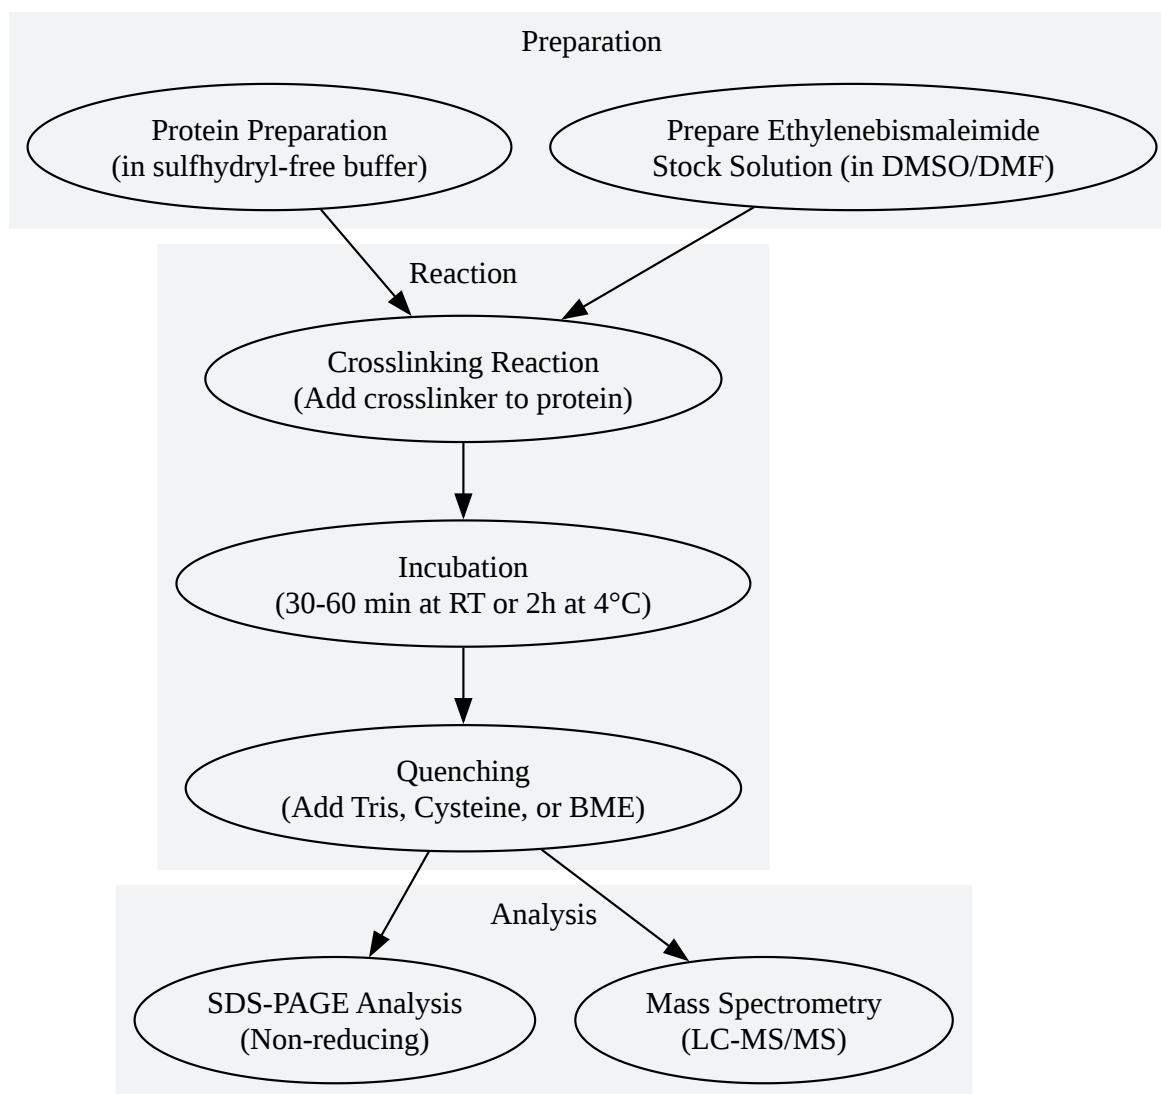 Preparation
Protein Preparation
(in sulfhydryl-free buffer)
Prepare Ethylenebismaleimide
Stock Solution (in DMSO/DMF)
Reaction
Crosslinking Reaction
(Add crosslinker to protein)
Incubation
(30-60 min at RT or 2h at 4°C)
Quenching
(Add Tris, Cysteine, or BME)
Analysis
SDS-PAGE Analysis
(Non-reducing)
Mass Spectrometry
(LC-MS/MS)